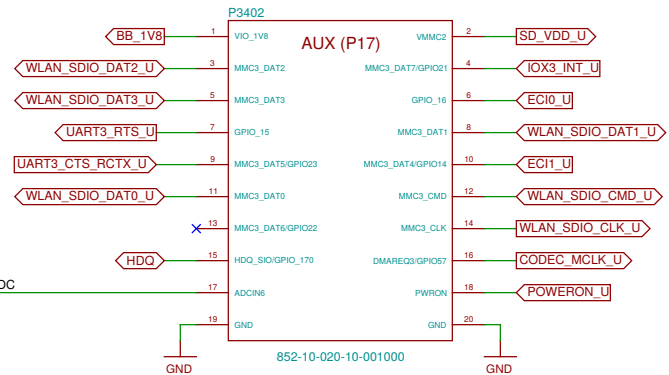 P3402
AUX (P17)
BB_1V8 1 VIO_1V8 VMMC2 2 SD_VDD_U
WLAN_SDIO_DAT2_U 3 MMC3_DAT2 MMC3_DAT7/GPIO21 4 IOX3_INT_U
WLAN_SDIO_DAT3_U 5 MMC3_DAT3 GPIO_16 6 ECI0_U
UART3_RTS_U 7 GPIO_15 MMC3_DAT1 8 WLAN_SDIO_DAT1_U
UART3_CTS_RCTX_U 9 MMC3_DAT5/GPIO23 MMC3_DAT4/GPIO14 10 ECI1_U
WLAN_SDIO_DAT0_U 11 MMC3_DAT0 MMC3_CMD 12 WLAN_SDIO_CMD_U
13 MMC3_DAT6/GPIO22 MMC3_CLK 14 WLAN_SDIO_CLK_U
HDQ 15 HDQ_SIO/GPIO_170 DMAREQ3/GPIO57 16 CODEC_MCLK_U
DC 17 ADCIN6 PWRON 18 POWERON_U
19 GND GND 20
852-10-020-10-001000
GND GND